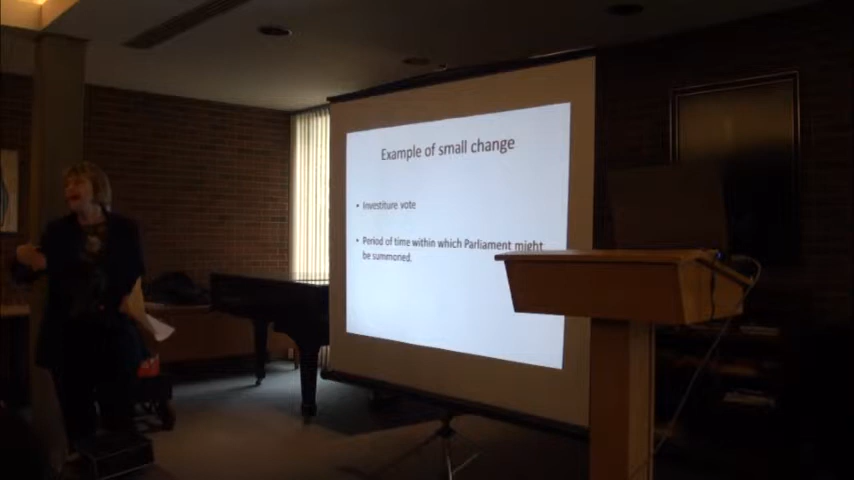 Example of small change
• Investiture vote
• Period of time within which Parliament might
be summoned.